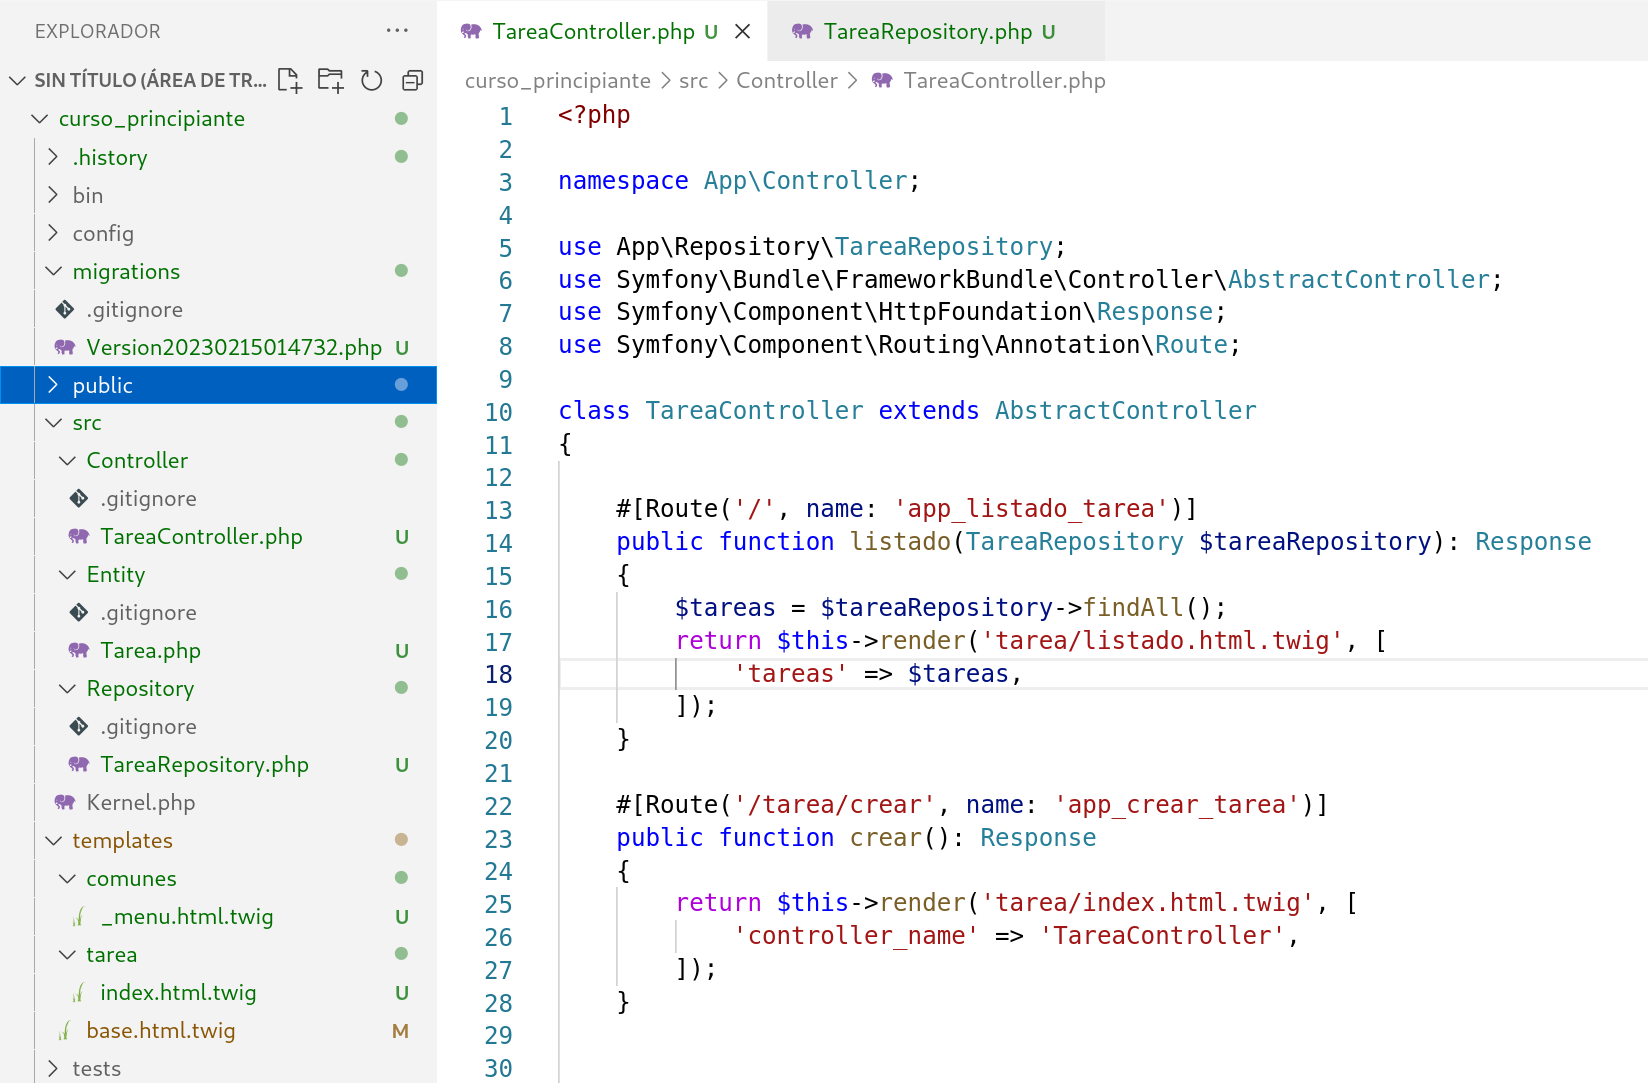 EXPLORADOR
SIN TÍTULO (ÁREA DE TR...
curso_principiante
.history
bin
config
migrations
.gitignore
Version20230215014732.php U
public
src
Controller
.gitignore
TareaController.php U
Entity
.gitignore
Tarea.php U
Repository
.gitignore
TareaRepository.php U
Kernel.php
templates
comunes
_menu.html.twig U
tarea
index.html.twig U
base.html.twig M
tests
TareaController.php U
TareaRepository.php U
curso_principiante > src > Controller > TareaController.php
1 <?php
2
3 namespace App\Controller;
4
5 use App\Repository\TareaRepository;
6 use Symfony\Bundle\FrameworkBundle\Controller\AbstractController;
7 use Symfony\Component\HttpFoundation\Response;
8 use Symfony\Component\Routing\Annotation\Route;
9
10 class TareaController extends AbstractController
11 {
12
13     #[Route('/', name: 'app_listado_tarea')]
14     public function listado(TareaRepository $tareaRepository): Response
15     {
16         $tareas = $tareaRepository->findAll();
17         return $this->render('tarea/listado.html.twig', [
18             'tareas' => $tareas,
19         ]);
20     }
21
22     #[Route('/tarea/crear', name: 'app_crear_tarea')]
23     public function crear(): Response
24     {
25         return $this->render('tarea/index.html.twig', [
26             'controller_name' => 'TareaController',
27         ]);
28     }
29
30